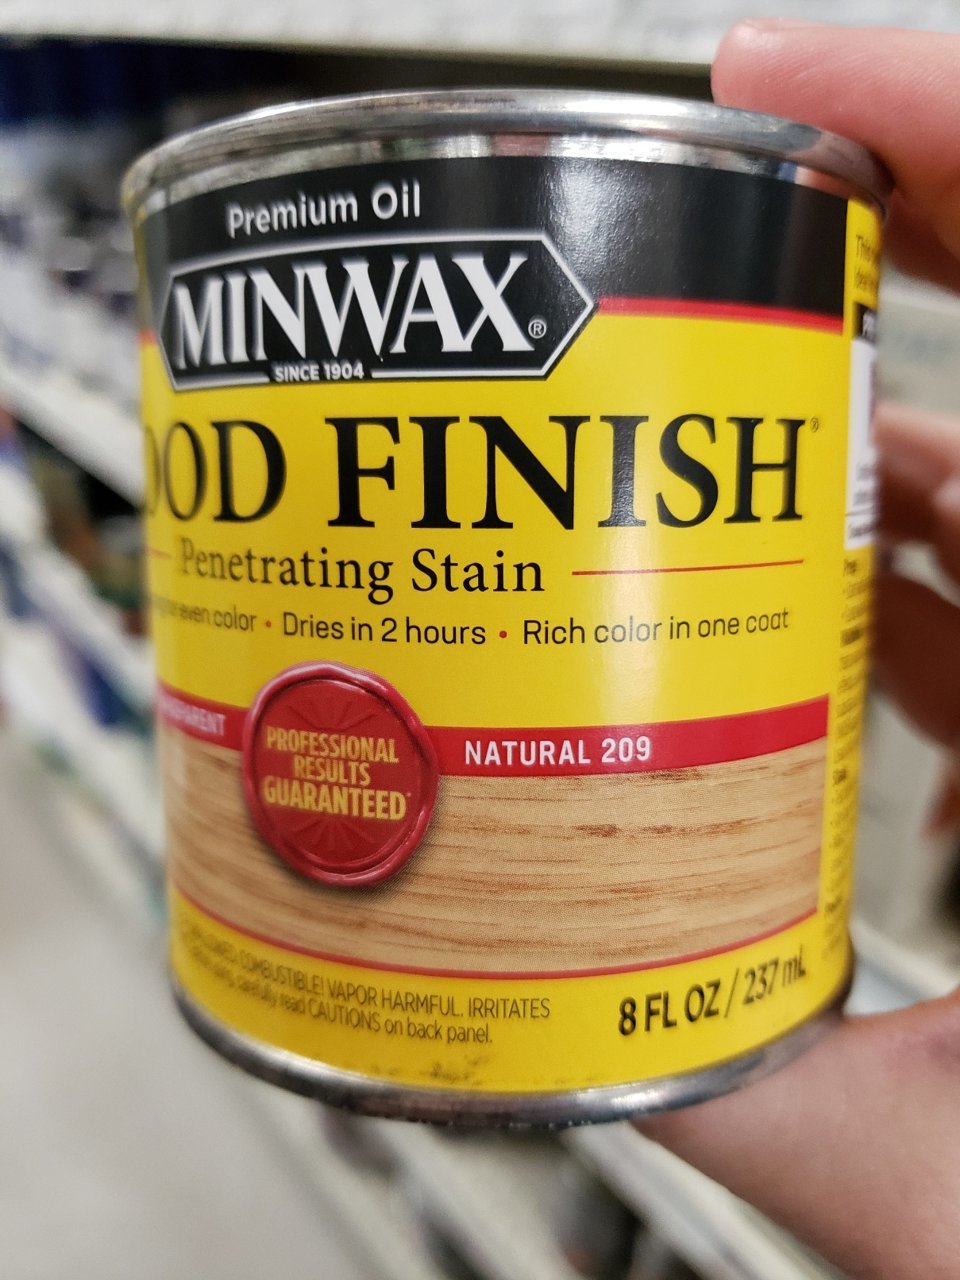 Premium Oil
MINWAX®
SINCE 1904
OOD FINISH®
Penetrating Stain
even color • Dries in 2 hours • Rich color in one coat
NATURAL 209
PROFESSIONAL
RESULTS
GUARANTEED*
COMBUSTIBLE! VAPOR HARMFUL. IRRITATES
carefully read CAUTIONS on back panel.
8 FL OZ / 237 mL